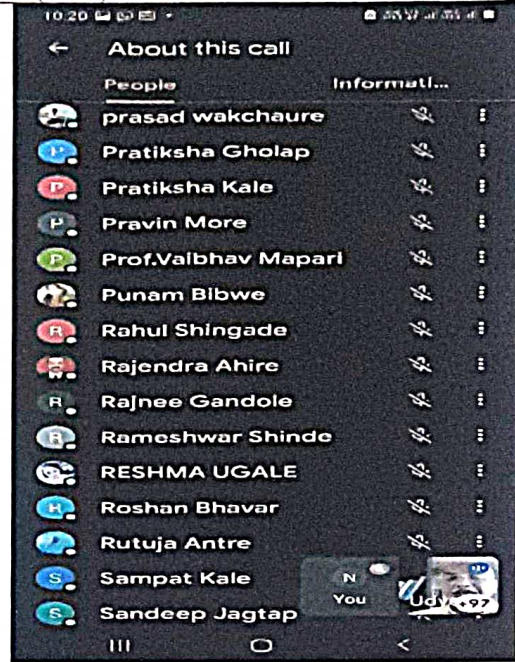 10:20
← About this call
People Informati...
prasad wakchaure
P Pratiksha Gholap
P Pratiksha Kale
P Pravin More
P Prof.Vaibhav Mapari
Punam Bibwe
R Rahul Shingade
Rajendra Ahire
R Rajnee Gandole
R Rameshwar Shinde
RESHMA UGALE
R Roshan Bhavar
Rutuja Antre
S Sampat Kale
S Sandeep Jagtap
N
You Udy +97